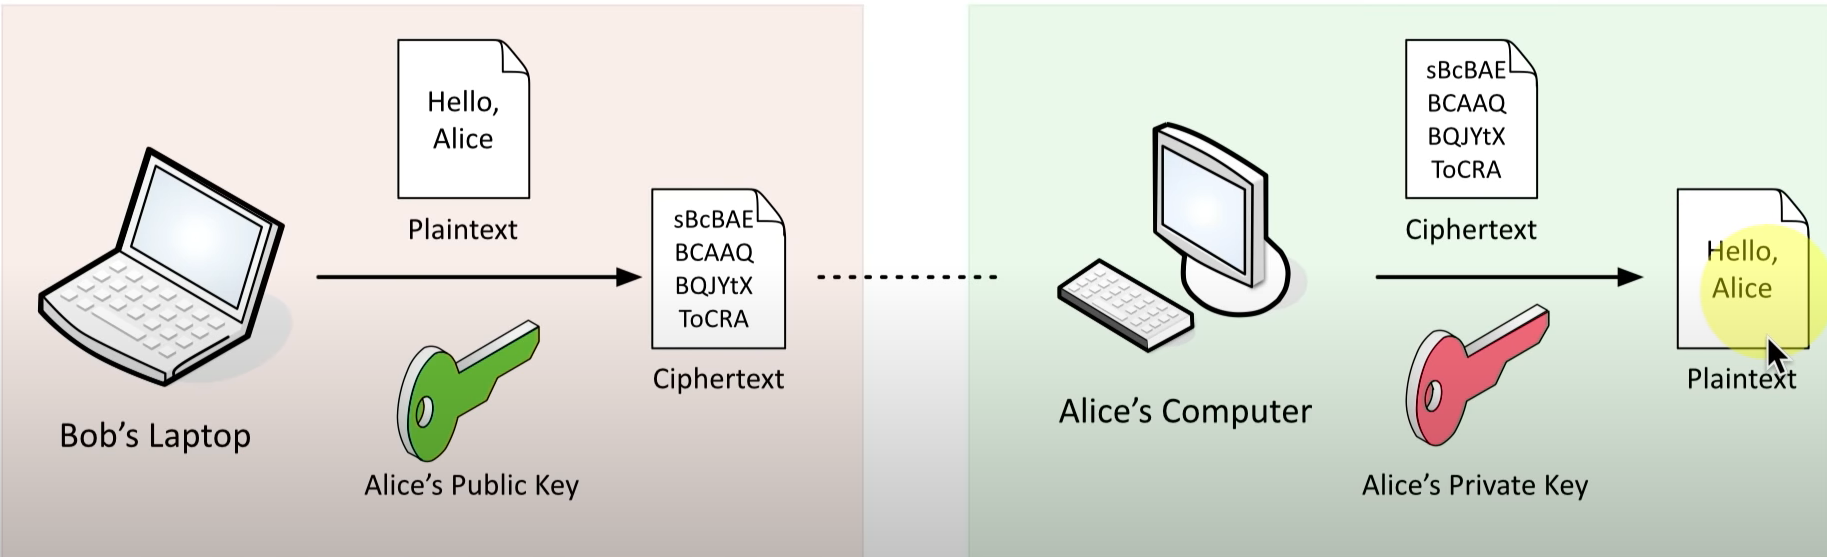 Hello,
Alice
Plaintext
sBcBAE
BCAAQ
BQJYtX
ToCRA
Ciphertext
Bob's Laptop
Alice's Public Key
sBcBAE
BCAAQ
BQJYtX
ToCRA
Ciphertext
Hello,
Alice
Plaintext
Alice's Computer
Alice's Private Key